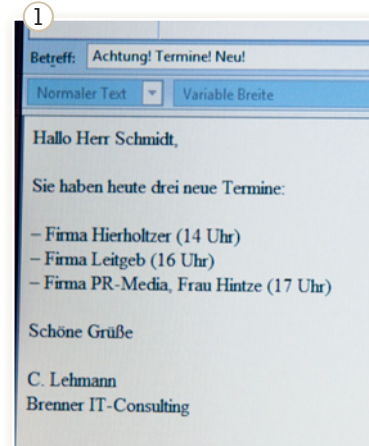 1
Betreff: Achtung! Termine! Neu!
Normaler Text Variable Breite
Hallo Herr Schmidt,
Sie haben heute drei neue Termine:
– Firma Hierholtzer (14 Uhr)
– Firma Leitgeb (16 Uhr)
– Firma PR-Media, Frau Hintze (17 Uhr)
Schöne Grüße
C. Lehmann
Brenner IT-Consulting